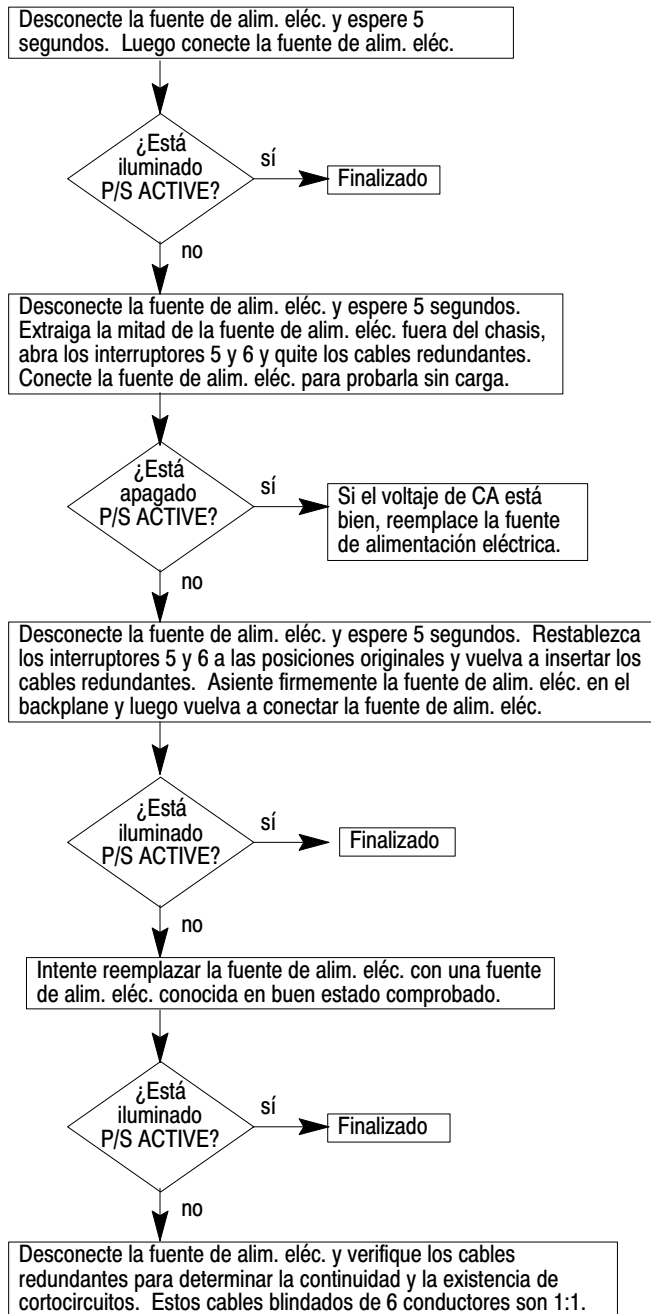 Desconecte la fuente de alim. eléc. y espere 5
segundos. Luego conecte la fuente de alim. eléc.
¿Está
iluminado
P/S ACTIVE?
sí
Finalizado
no
Desconecte la fuente de alim. eléc. y espere 5 segundos.
Extraiga la mitad de la fuente de alim. eléc. fuera del chasis,
abra los interruptores 5 y 6 y quite los cables redundantes.
Conecte la fuente de alim. eléc. para probarla sin carga.
¿Está
apagado
P/S ACTIVE?
sí
Si el voltaje de CA está
bien, reemplace la fuente
de alimentación eléctrica.
no
Desconecte la fuente de alim. eléc. y espere 5 segundos. Restablezca
los interruptores 5 y 6 a las posiciones originales y vuelva a insertar los
cables redundantes. Asiente firmemente la fuente de alim. eléc. en el
backplane y luego vuelva a conectar la fuente de alim. eléc.
¿Está
iluminado
P/S ACTIVE?
sí
Finalizado
no
Intente reemplazar la fuente de alim. eléc. con una fuente
de alim. eléc. conocida en buen estado comprobado.
¿Está
iluminado
P/S ACTIVE?
sí
Finalizado
no
Desconecte la fuente de alim. eléc. y verifique los cables
redundantes para determinar la continuidad y la existencia de
cortocircuitos. Estos cables blindados de 6 conductores son 1:1.